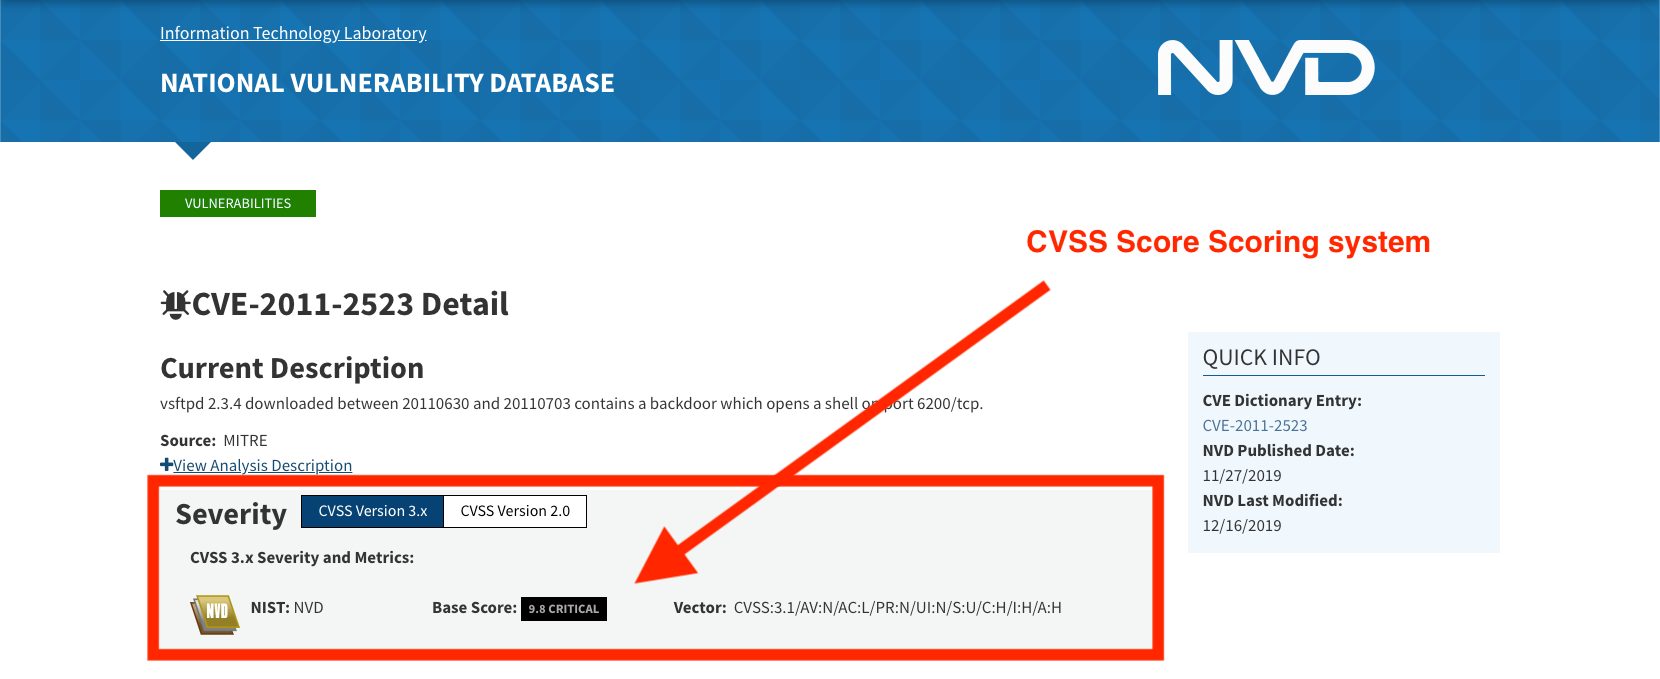 Information Technology Laboratory
NATIONAL VULNERABILITY DATABASE
NVD
VULNERABILITIES
CVSS Score Scoring system
CVE-2011-2523 Detail
Current Description
vsftpd 2.3.4 downloaded between 20110630 and 20110703 contains a backdoor which opens a shell on port 6200/tcp.
Source: MITRE
+View Analysis Description
Severity CVSS Version 3.x CVSS Version 2.0
CVSS 3.x Severity and Metrics:
NVD NIST: NVD Base Score: 9.8 CRITICAL Vector: CVSS:3.1/AV:N/AC:L/PR:N/UI:N/S:U/C:H/I:H/A:H
QUICK INFO
CVE Dictionary Entry:
CVE-2011-2523
NVD Published Date:
11/27/2019
NVD Last Modified:
12/16/2019